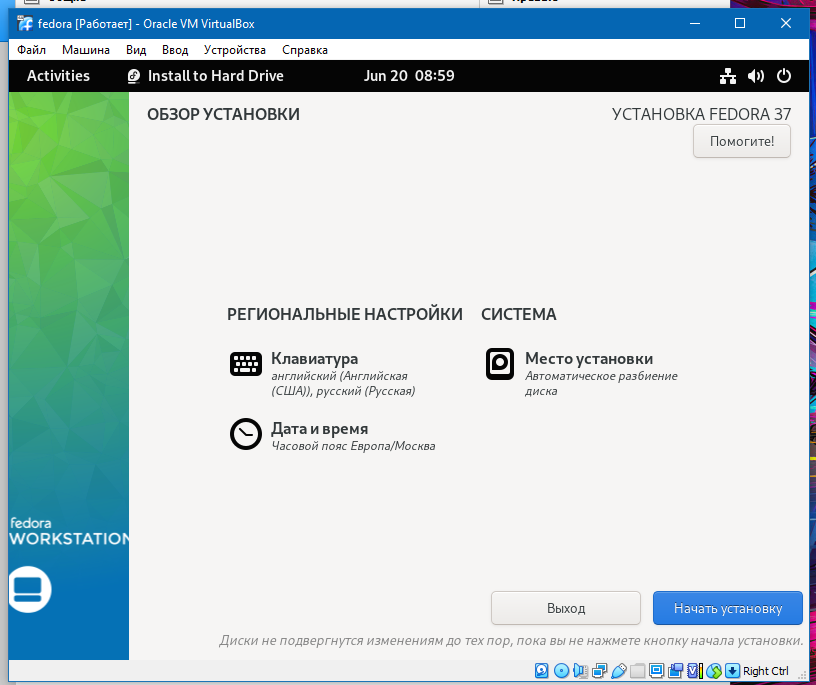 fedora [Работает] - Oracle VM VirtualBox
Файл Машина Вид Ввод Устройства Справка
Activities Install to Hard Drive Jun 20 08:59
ОБЗОР УСТАНОВКИ УСТАНОВКА FEDORA 37
Помогите!
РЕГИОНАЛЬНЫЕ НАСТРОЙКИ СИСТЕМА
Клавиатура
английский (Английская
(США)), русский (Русская)
Место установки
Автоматическое разбиение
диска
Дата и время
Часовой пояс Европа/Москва
fedora
WORKSTATION
Выход Начать установку
Диски не подвергнутся изменениям до тех пор, пока вы не нажмете кнопку начала установки.
Right Ctrl